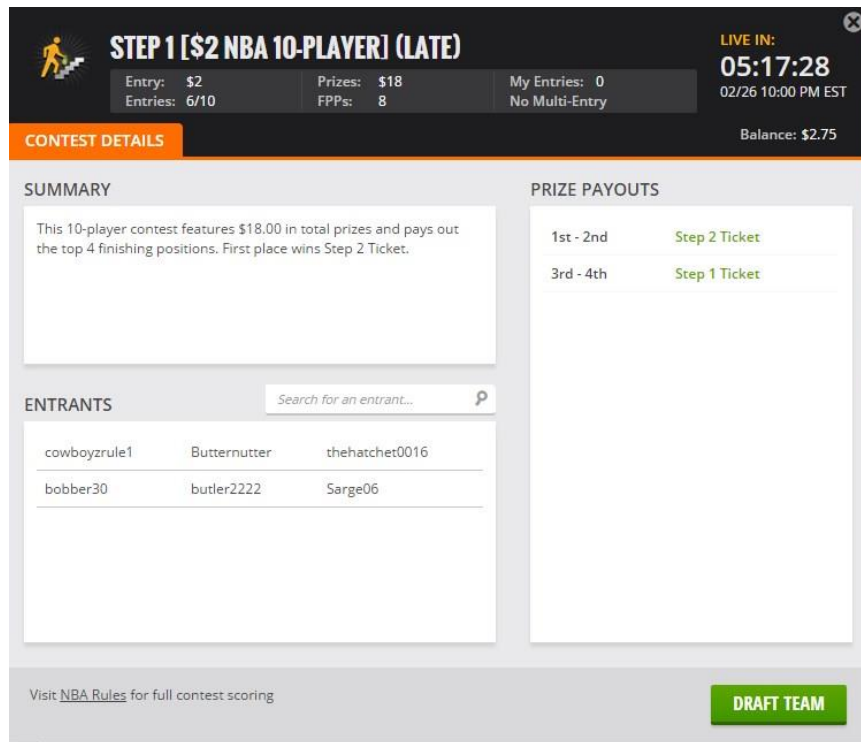 STEP 1 [$2 NBA 10-PLAYER] (LATE)
Entry: $2 Prizes: $18 My Entries: 0
Entries: 6/10 FPPs: 8 No Multi-Entry
LIVE IN:
05:17:28
02/26 10:00 PM EST
CONTEST DETAILS
Balance: $2.75
SUMMARY
This 10-player contest features $18.00 in total prizes and pays out
the top 4 finishing positions. First place wins Step 2 Ticket.
PRIZE PAYOUTS
1st - 2nd Step 2 Ticket
3rd - 4th Step 1 Ticket
ENTRANTS
Search for an entrant...
cowboyzrule1 Butternutter thehatchet0016
bobber30 butler2222 Sarge06
Visit NBA Rules for full contest scoring
DRAFT TEAM